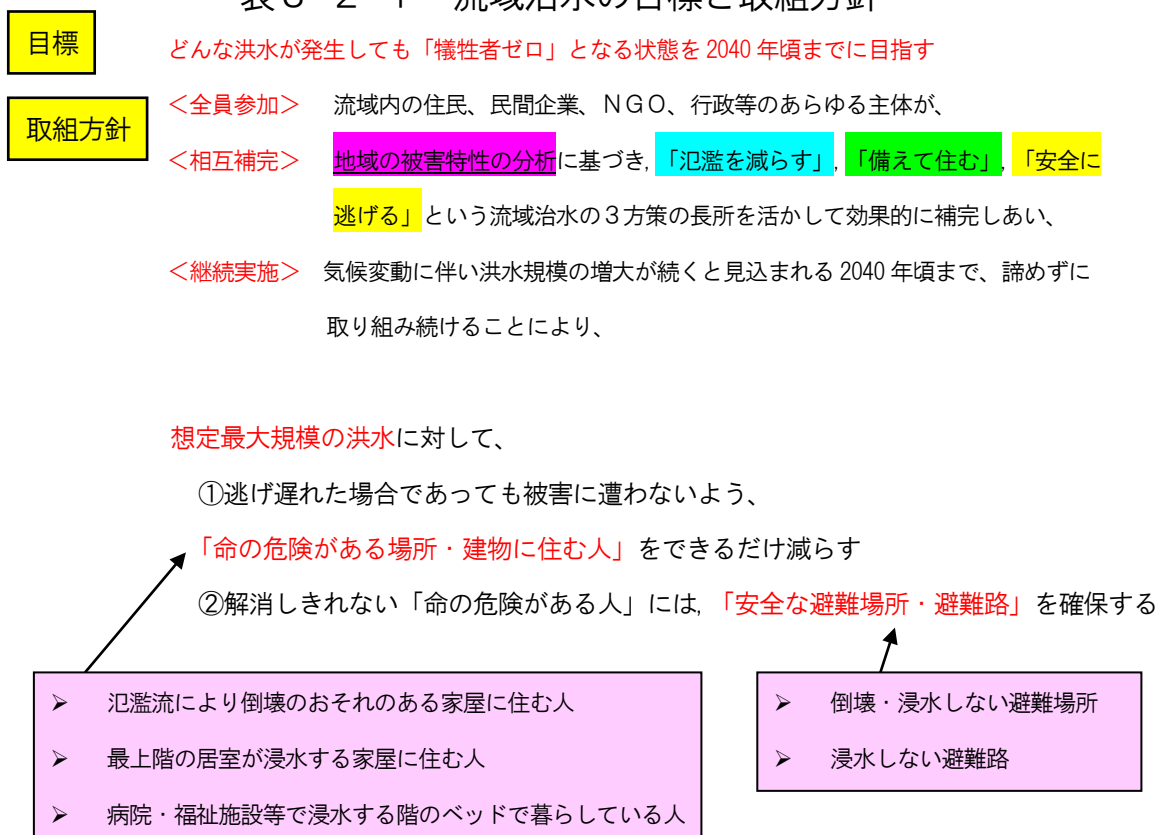 表6-2-1 流域治水の目標と取組方針
目標
どんな洪水が発生しても「犠牲者ゼロ」となる状態を2040年頃までに目指す
取組方針
＜全員参加＞ 流域内の住民、民間企業、ＮＧＯ、行政等のあらゆる主体が、
＜相互補完＞ 地域の被害特性の分析に基づき,「氾濫を減らす」,「備えて住む」,「安全に
逃げる」という流域治水の３方策の長所を活かして効果的に補完しあい、
＜継続実施＞ 気候変動に伴い洪水規模の増大が続くと見込まれる2040年頃まで、諦めずに
取り組み続けることにより、
想定最大規模の洪水に対して、
①逃げ遅れた場合であっても被害に遭わないよう、
「命の危険がある場所・建物に住む人」をできるだけ減らす
②解消しきれない「命の危険がある人」には,「安全な避難場所・避難路」を確保する
➢ 氾濫流により倒壊のおそれのある家屋に住む人
➢ 最上階の居室が浸水する家屋に住む人
➢ 病院・福祉施設等で浸水する階のベッドで暮らしている人
➢ 倒壊・浸水しない避難場所
➢ 浸水しない避難路